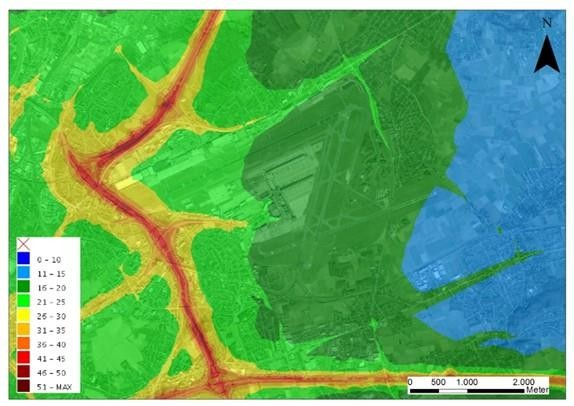 N
0 - 10
11 - 15
16 - 20
21 - 25
26 - 30
31 - 35
36 - 40
41 - 45
46 - 50
51 - MAX
0 500 1.000 2.000
Meter